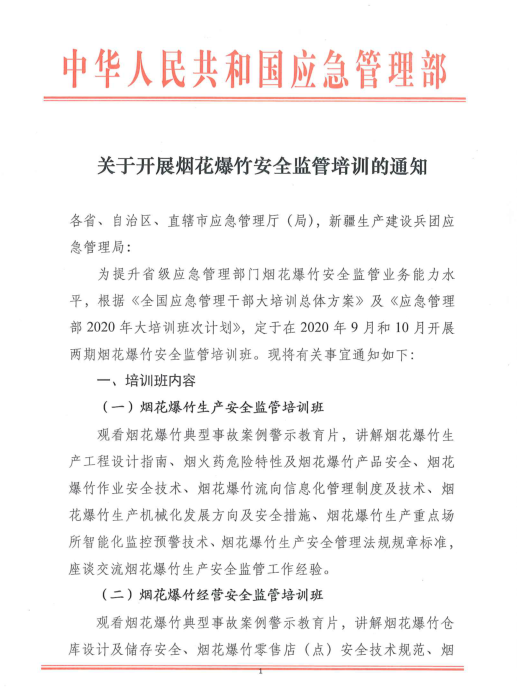 中华人民共和国应急管理部
关于开展烟花爆竹安全监管培训的通知
各省、自治区、直辖市应急管理厂（局），新疆生产建设兵团应
急管理局：
为提升省级应急管理部门烟花爆竹安全监管业务能力水
平，根据《全国应急管理干部大培训总体方案》及《应急管理
部 2020 年大培训班次计划》，定于在 2020 年 9 月和 10 月开展
两期烟花爆竹安全监管培训班。现将有关事宜通知如下：
一、培训班内容
（一）烟花爆竹生产安全监管培训班
观看烟花爆竹典型事故案例警示教育片，讲解烟花爆竹生
产工程设计指南、烟火药危险特性及烟花爆竹产品安全、烟花
爆竹作业安全技术、烟花爆竹流向信息化管理制度及技术、烟
花爆竹生产机械化发展方向及安全措施、烟花爆竹生产重点场
所智能化监控预警技术、烟花爆竹生产安全管理法规规章标准，
座谈交流烟花爆竹生产安全监管工作经验。
（二）烟花爆竹经营安全监管培训班
观看烟花爆竹典型事故案例警示教育片，讲解烟花爆竹仓
库设计及储存安全、烟花爆竹零售店（点）安全技术规范、烟
1